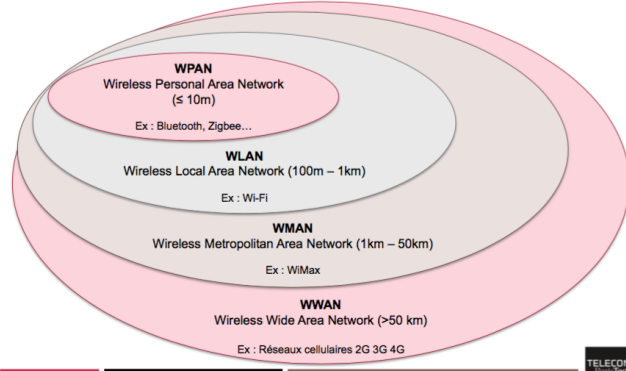 WPAN
Wireless Personal Area Network
(≤ 10m)
Ex : Bluetooth, Zigbee...
WLAN
Wireless Local Area Network (100m – 1km)
Ex : Wi-Fi
WMAN
Wireless Metropolitan Area Network (1km – 50km)
Ex : WiMax
WWAN
Wireless Wide Area Network (>50 km)
Ex : Réseaux cellulaires 2G 3G 4G
TELECOM